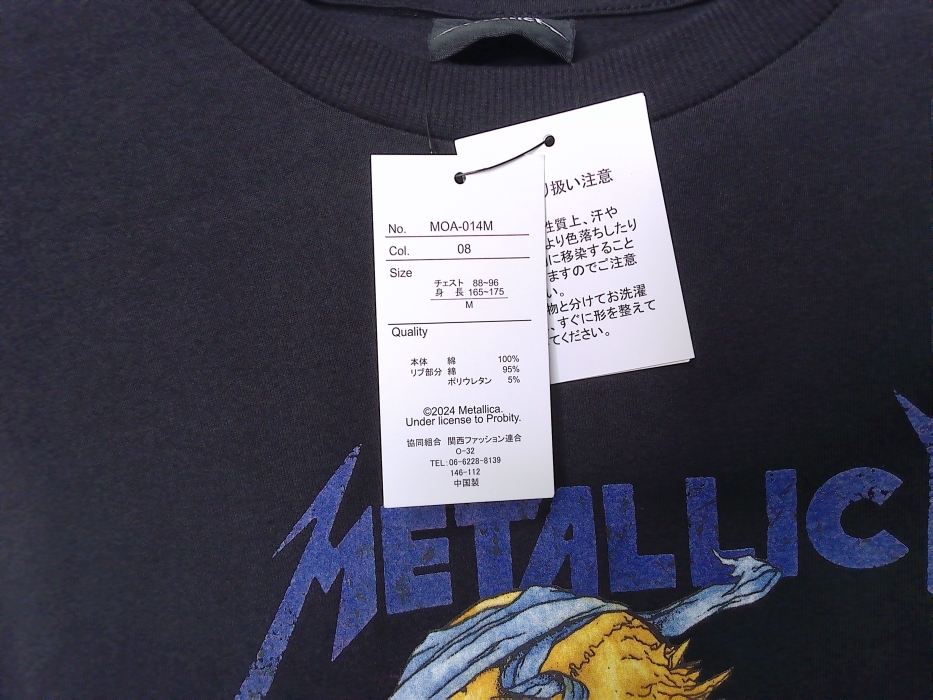 METALLICA
No. MOA-014M
Col. 08
Size
チェスト 88~96
身 長 165~175
M
Quality
本体 綿 100%
リブ部分 綿 95%
ポリウレタン 5%
©2024 Metallica.
Under license to Probity.
協同組合 関西ファッション連合
O-32
TEL:06-6228-8139
146-112
中国製
り扱い注意
性質上、汗や
より色落ちしたり
に移染すること
ますのでご注意
い。
物と分けてお洗濯
、すぐに形を整えて
てください。
METALLIC